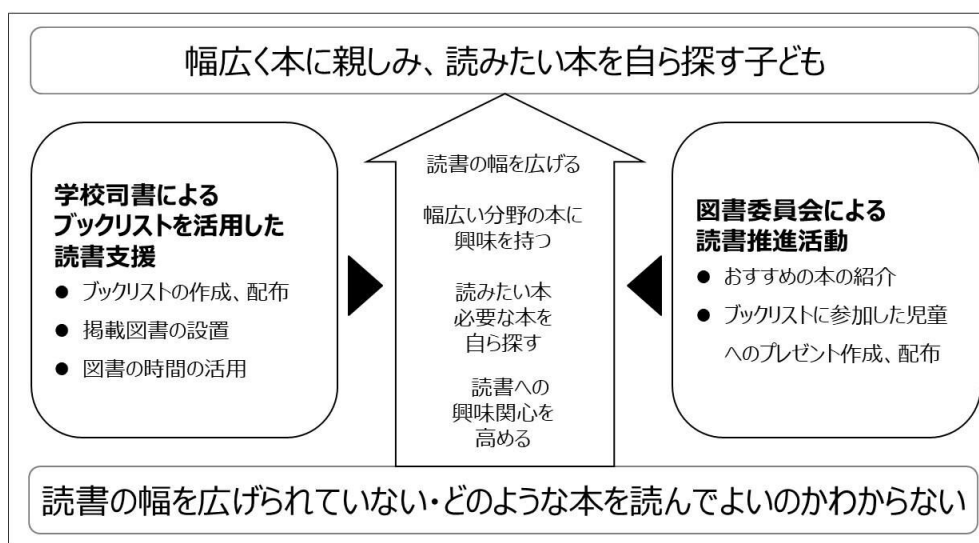 幅広く本に親しみ、読みたい本を自ら探す子ども
学校司書による
ブックリストを活用した
読書支援
● ブックリストの作成、配布
● 掲載図書の設置
● 図書の時間の活用
読書の幅を広げる
幅広い分野の本に
興味を持つ
読みたい本
必要な本を
自ら探す
読書への
興味関心を
高める
図書委員会による
読書推進活動
● おすすめの本の紹介
● ブックリストに参加した児童
へのプレゼント作成、配布
読書の幅を広げられていない・どのような本を読んでよいのかわからない